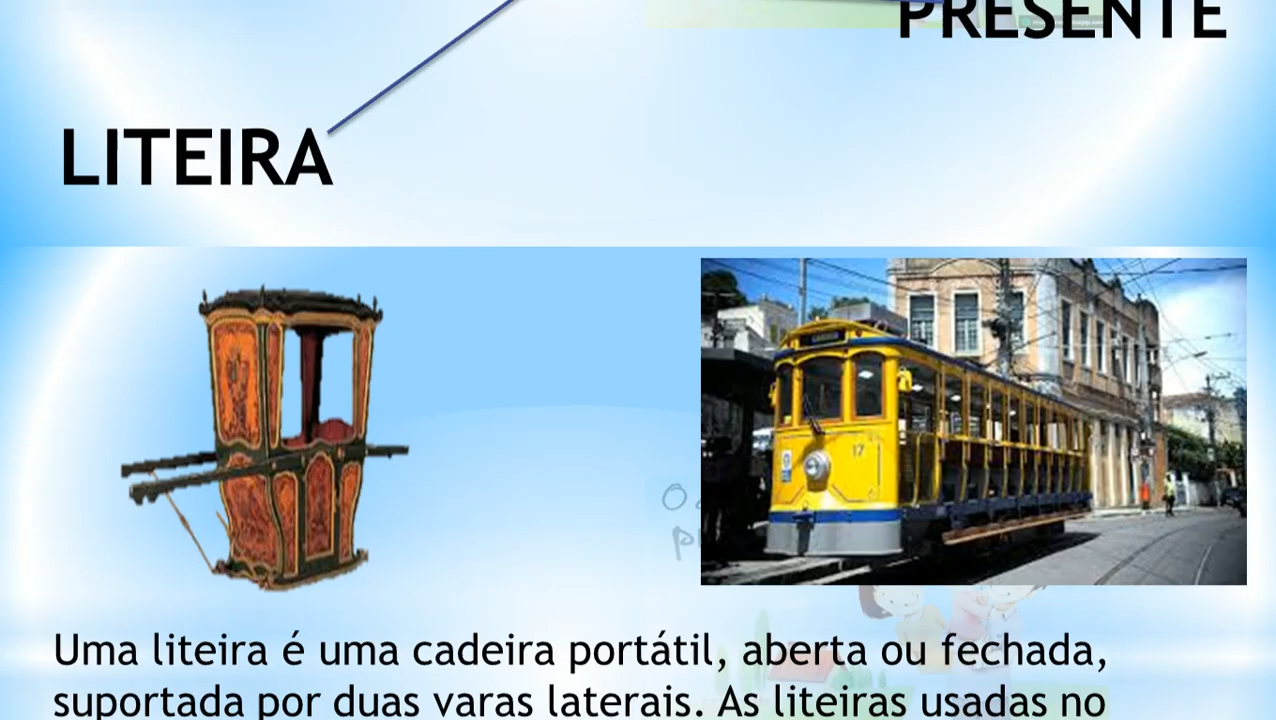 PRESENTE
LITEIRA
17
Uma liteira é uma cadeira portátil, aberta ou fechada,
suportada por duas varas laterais. As liteiras usadas no